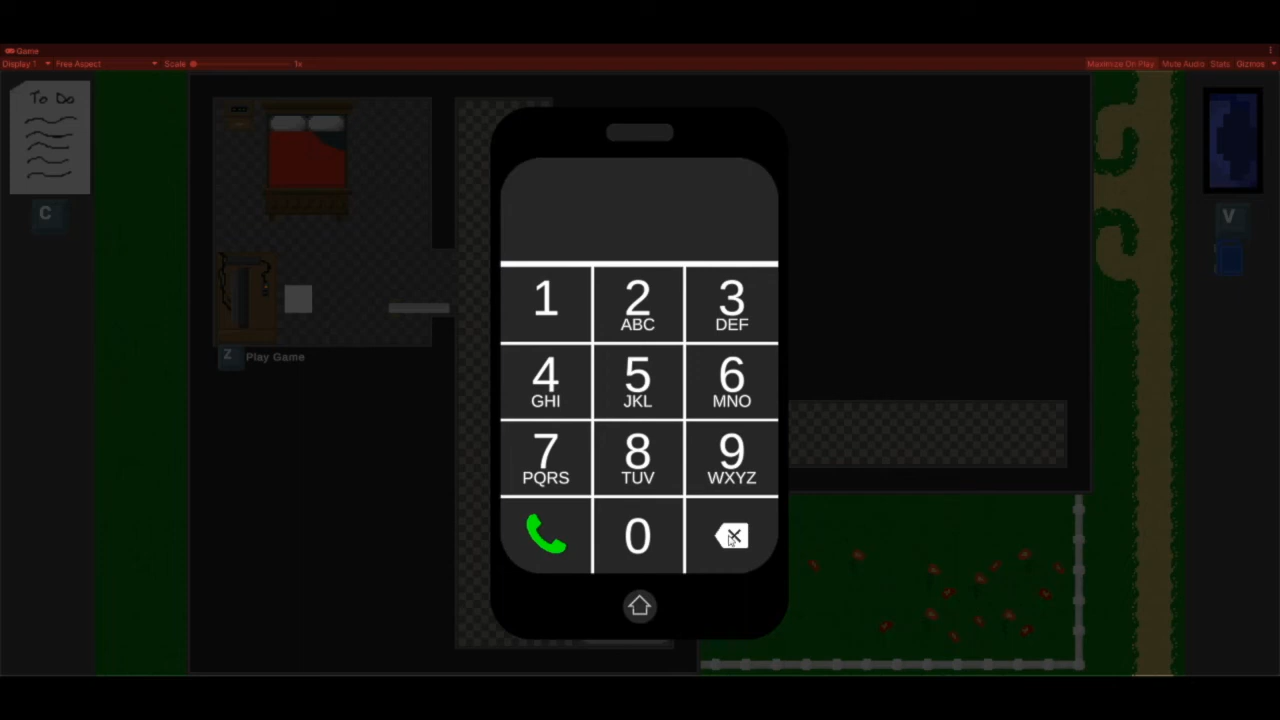 Game
Display 1 Free Aspect Scale 1x Maximize On Play Mute Audio Stats Gizmos
To Do
C
V
Z Play Game
1 2 3
ABC DEF
4 5 6
GHI JKL MNO
7 8 9
PQRS TUV WXYZ
0